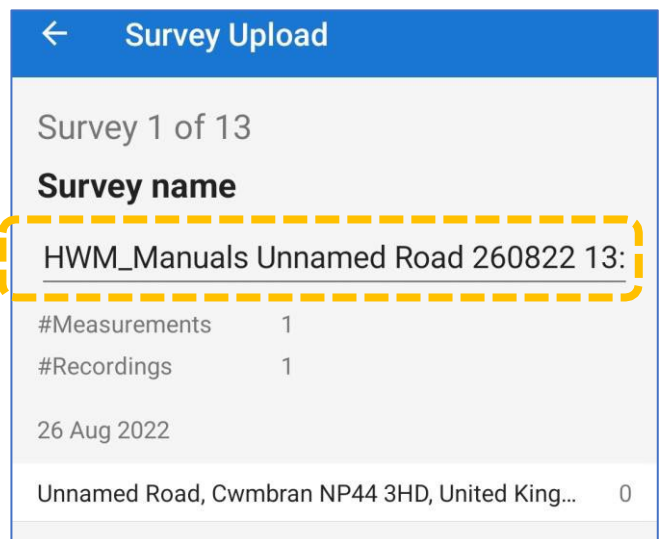 Survey Upload
Survey 1 of 13
Survey name
HWM_Manuals Unnamed Road 260822 13:
#Measurements 1
#Recordings 1
26 Aug 2022
Unnamed Road, Cwmbran NP44 3HD, United King... 0